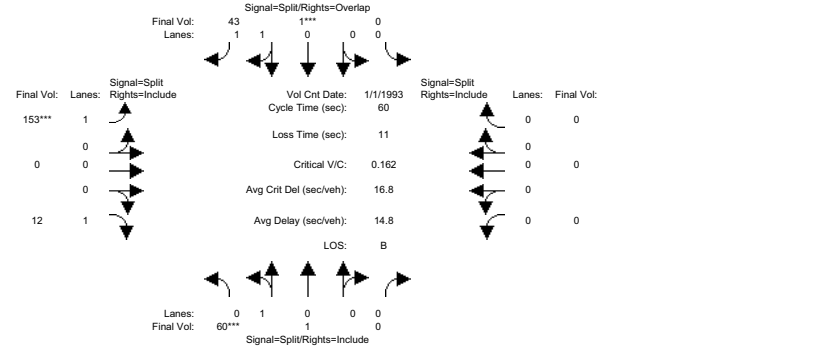 Signal=Split/Rights=Overlap
Final Vol: 43 1*** 0
Lanes: 1 1 0 0 0
Signal=Split Signal=Split
Final Vol: Lanes: Rights=Include Vol Cnt Date: 1/1/1993 Rights=Include Lanes: Final Vol:
Cycle Time (sec): 60
153*** 1 0 0
Loss Time (sec): 11
0 0
0 0 Critical V/C: 0.162 0 0
0 Avg Crit Del (sec/veh): 16.8 0
12 1 Avg Delay (sec/veh): 14.8 0 0
LOS: B
Lanes: 0 1 0 0 0
Final Vol: 60*** 1 0
Signal=Split/Rights=Include